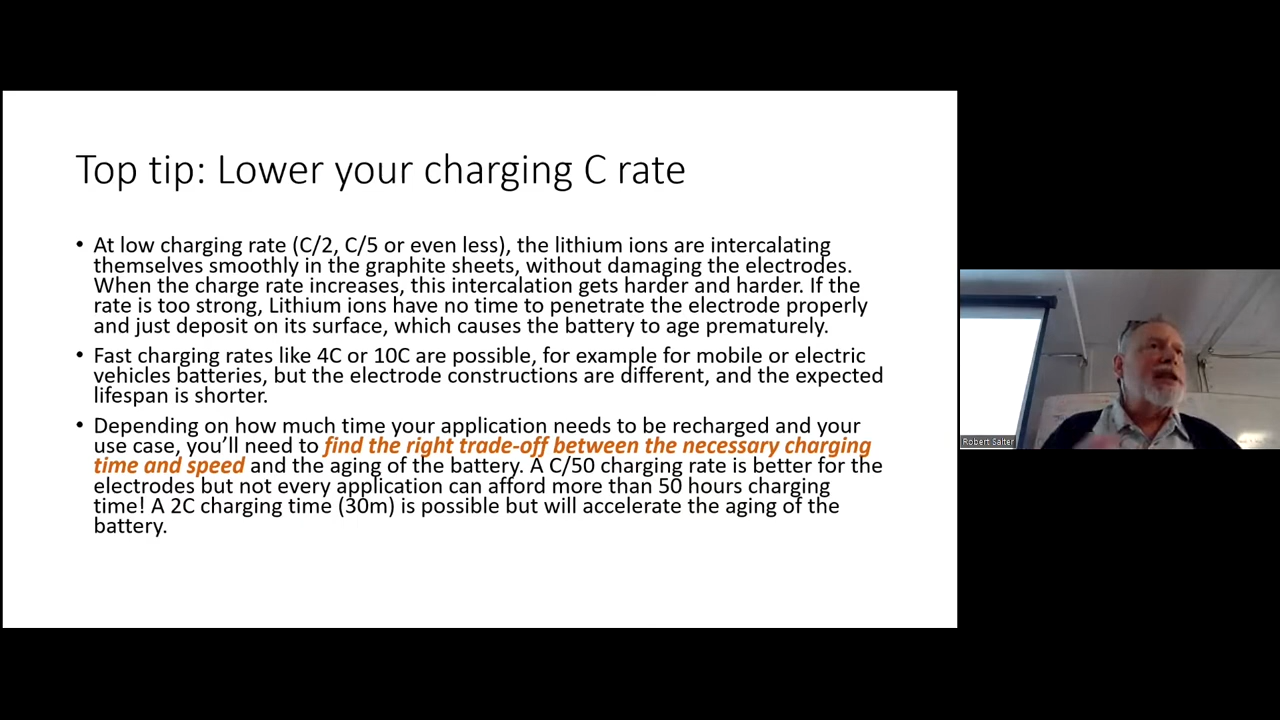 Top tip: Lower your charging C rate
• At low charging rate (C/2, C/5 or even less), the lithium ions are intercalating
themselves smoothly in the graphite sheets, without damaging the electrodes.
When the charge rate increases, this intercalation gets harder and harder. If the
rate is too strong, Lithium ions have no time to penetrate the electrode properly
and just deposit on its surface, which causes the battery to age prematurely.
• Fast charging rates like 4C or 10C are possible, for example for mobile or electric
vehicles batteries, but the electrode constructions are different, and the expected
lifespan is shorter.
• Depending on how much time your application needs to be recharged and your
use case, you’ll need to find the right trade-off between the necessary charging
time and speed and the aging of the battery. A C/50 charging rate is better for the
electrodes but not every application can afford more than 50 hours charging
time! A 2C charging time (30m) is possible but will accelerate the aging of the
battery.
Robert Salter